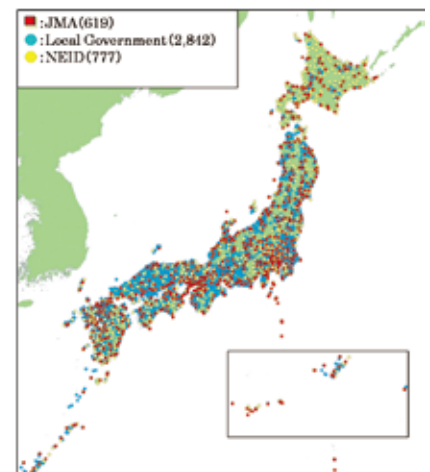 : JMA(619)
: Local Government(2,842)
: NEID(777)